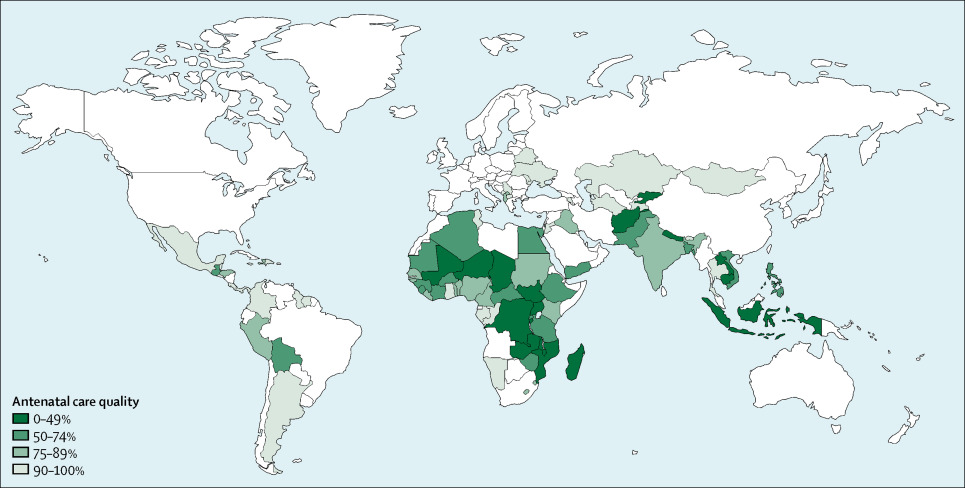 Antenatal care quality
0–49%
50–74%
75–89%
90–100%